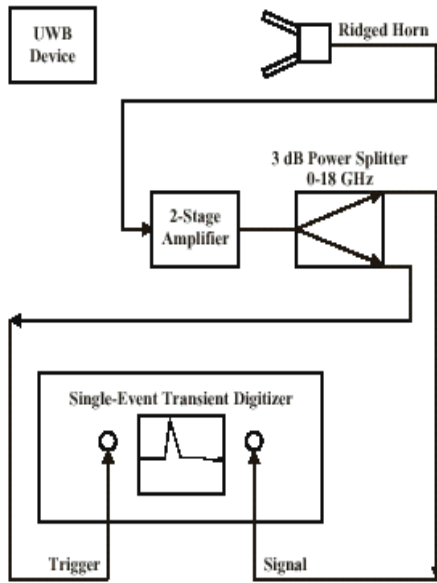 UWB
Device
Ridged Horn
3 dB Power Splitter
0-18 GHz
2-Stage
Amplifier
Single-Event Transient Digitizer
Trigger
Signal